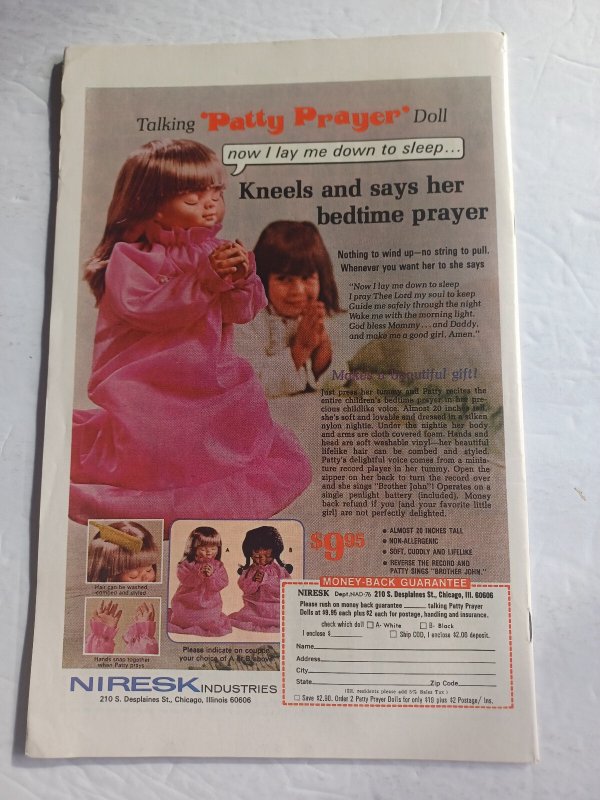 Talking "Patty Prayer" Doll
now I lay me down to sleep...
Kneels and says her
bedtime prayer
Nothing to wind up—no string to pull.
Whenever you want her to she says
"Now I lay me down to sleep
I pray Thee Lord my soul to keep
Guide me safely through the night
Wake me with the morning light.
God bless Mommy...and Daddy,
and make me a good girl. Amen."
Makes a beautiful gift!
Just press her tummy and Patty recites the
entire children's bedtime prayer in her pre-
cious childlike voice. Almost 20 inches tall,
she's soft and lovable and dressed in a silken
nylon nightie. Under the nightie her body
and arms are cloth covered foam. Hands and
head are soft washable vinyl—her beautiful
lifelike hair can be combed and styled.
Patty's delightful voice comes from a minia-
ture record player in her tummy. Open the
zipper on her back to turn the record over
and she sings "Brother John"! Operates on a
single penlight battery (included). Money
back refund if you (and your favorite little
girl) are not perfectly delighted.
$9.95
• ALMOST 20 INCHES TALL
• NON-ALLERGENIC
• SOFT, CUDDLY AND LIFELIKE
• REVERSE THE RECORD AND
PATTY SINGS "BROTHER JOHN."
Hair can be washed
combed and styled
Hands snap together
when Patty prays
A
B
Please indicate on coupon
your choice of A or B above
MONEY-BACK GUARANTEE
NIRESK Dept. NAD-76 210 S. Desplaines St., Chicago, Ill. 60606
Please rush on money back guarantee talking Patty Prayer
Dolls at $9.95 each plus $2 each for postage, handling and insurance.
check which doll □ A- White □ B- Black
I enclose $ □ Ship COD, I enclose $2.00 deposit.
Name
Address
City
State Zip Code
(Ill. residents please add 5% Sales Tax)
□ Save $2.90. Order 2 Patty Prayer Dolls for only $19 plus $2 Postage/ Ins.
NIRESK INDUSTRIES
210 S. Desplaines St., Chicago, Illinois 60606